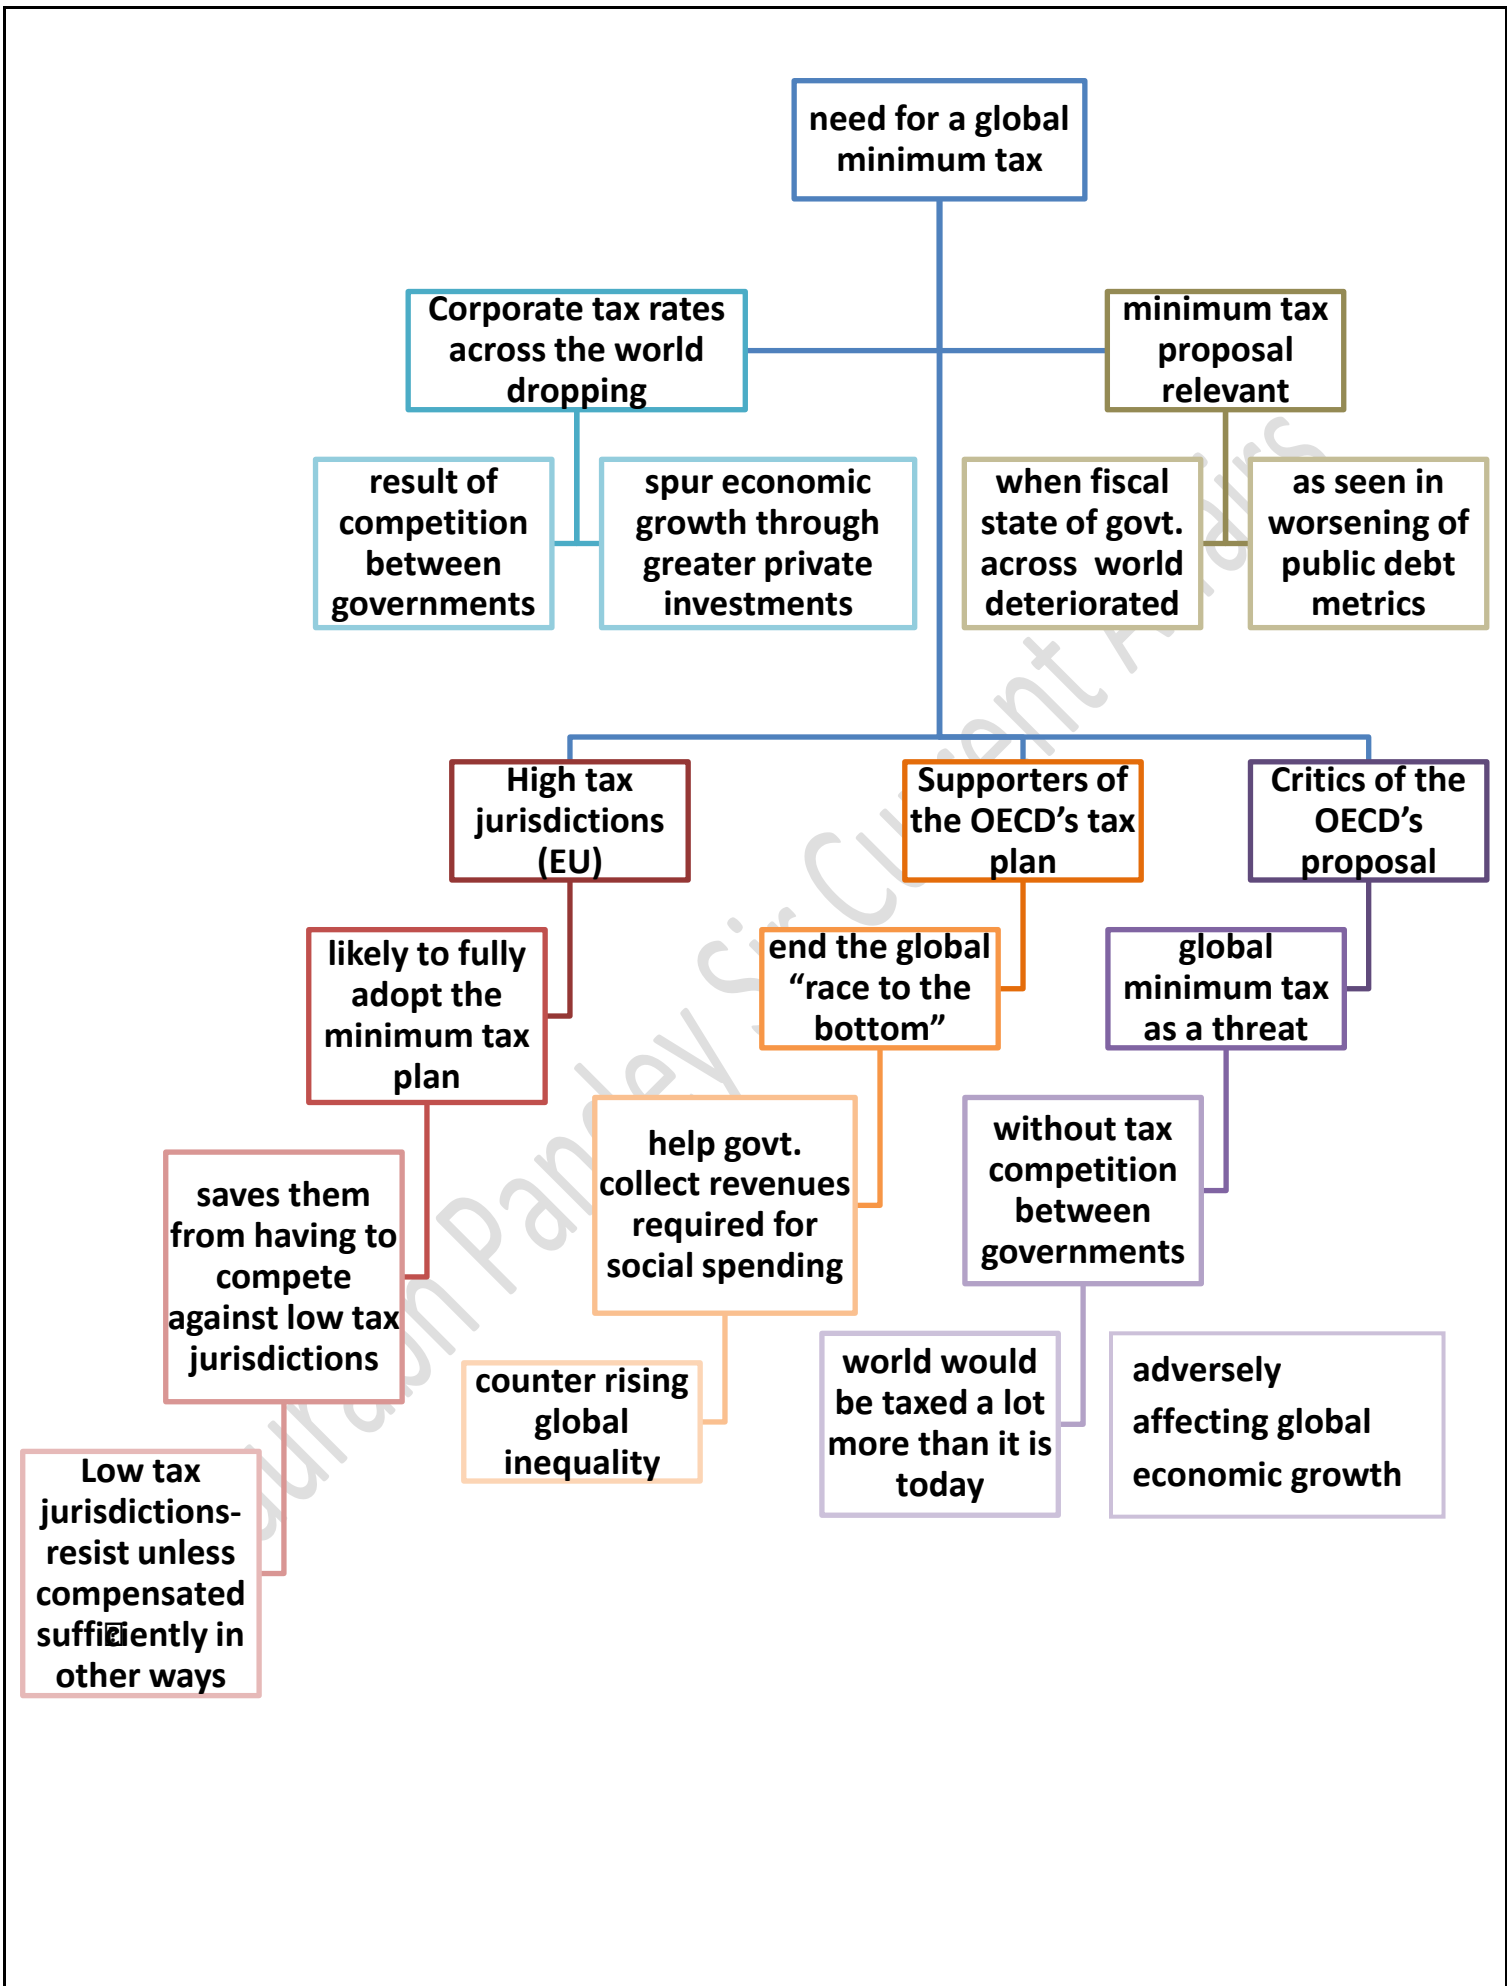 need for a global
minimum tax
Corporate tax rates
across the world
dropping
minimum tax
proposal
relevant
result of
competition
between
governments
spur economic
growth through
greater private
investments
when fiscal
state of govt.
across world
deteriorated
as seen in
worsening of
public debt
metrics
High tax
jurisdictions
(EU)
Supporters of
the OECD’s tax
plan
Critics of the
OECD’s
proposal
likely to fully
adopt the
minimum tax
plan
end the global
“race to the
bottom”
global
minimum tax
as a threat
saves them
from having to
compete
against low tax
jurisdictions
help govt.
collect revenues
required for
social spending
without tax
competition
between
governments
Low tax
jurisdictions-
resist unless
compensated
suffi�iently in
other ways
counter rising
global
inequality
world would
be taxed a lot
more than it is
today
adversely
affecting global
economic growth
Pandey Sir Current Affairs